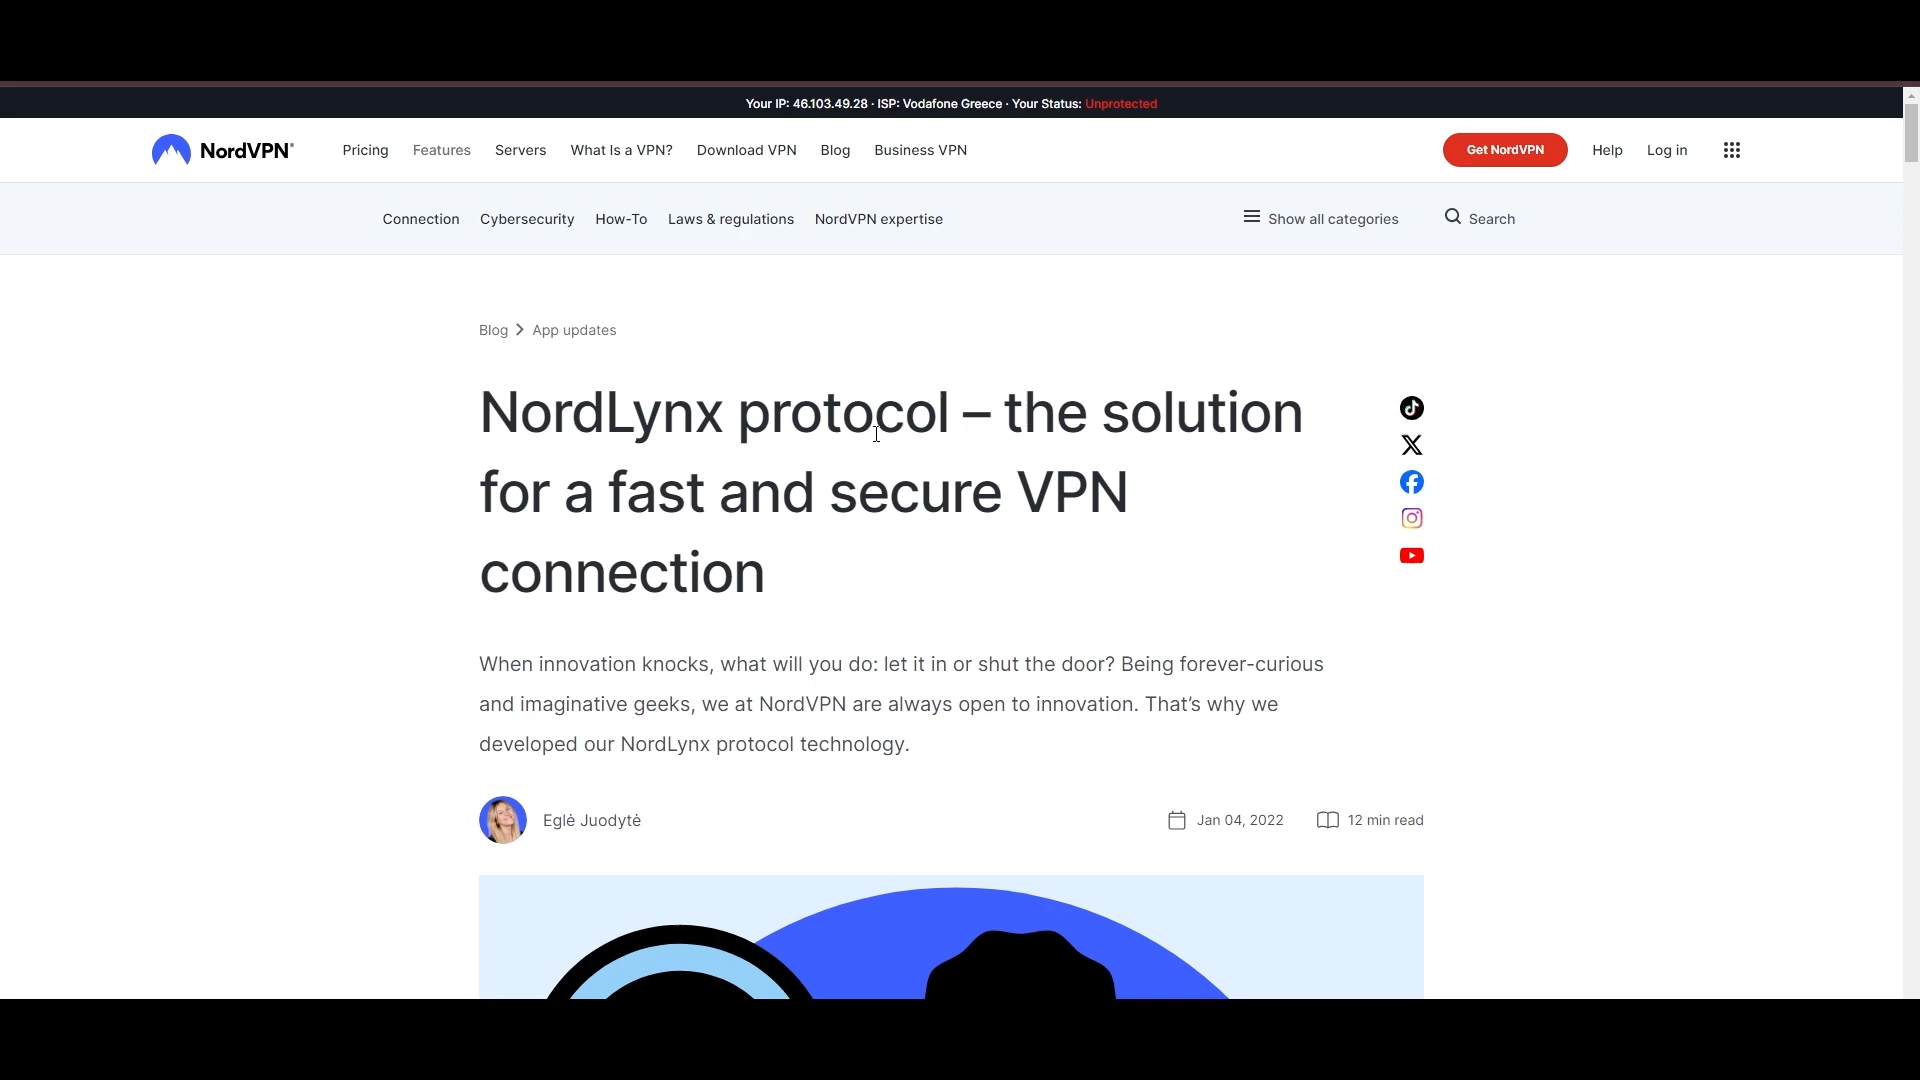 Your IP: 46.103.49.28 · ISP: Vodafone Greece · Your Status: Unprotected
NordVPN®
Pricing
Features
Servers
What Is a VPN?
Download VPN
Blog
Business VPN
Get NordVPN
Help
Log in
Connection
Cybersecurity
How-To
Laws & regulations
NordVPN expertise
Show all categories
Search
Blog
App updates
NordLynx protocol – the solution
for a fast and secure VPN
connection
When innovation knocks, what will you do: let it in or shut the door? Being forever-curious
and imaginative geeks, we at NordVPN are always open to innovation. That’s why we
developed our NordLynx protocol technology.
Eglė Juodytė
Jan 04, 2022
12 min read